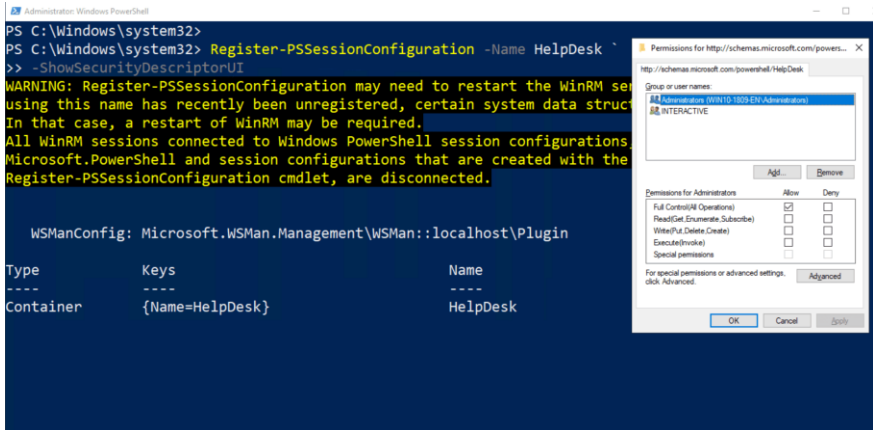 Administrator: Windows PowerShell
PS C:\Windows\system32>
PS C:\Windows\system32> Register-PSSessionConfiguration -Name HelpDesk `
>> -ShowSecurityDescriptorUI
WARNING: Register-PSSessionConfiguration may need to restart the WinRM ser
using this name has recently been unregistered, certain system data struct
In that case, a restart of WinRM may be required.
All WinRM sessions connected to Windows PowerShell session configurations,
Microsoft.PowerShell and session configurations that are created with the
Register-PSSessionConfiguration cmdlet, are disconnected.
WSManConfig: Microsoft.WSMan.Management\WSMan::localhost\Plugin
Type Keys Name
---- ---- ----
Container {Name=HelpDesk} HelpDesk
Permissions for http://schemas.microsoft.com/powers...
http://schemas.microsoft.com/powershell/HelpDesk
Group or user names:
Administrators (WIN10-1809-EN\Administrators)
INTERACTIVE
Add... Remove
Permissions for Administrators Allow Deny
Full Control(All Operations)
Read(Get,Enumerate,Subscribe)
Write(Put,Delete,Create)
Execute(Invoke)
Special permissions
For special permissions or advanced settings,
click Advanced.
Advanced
OK Cancel Apply